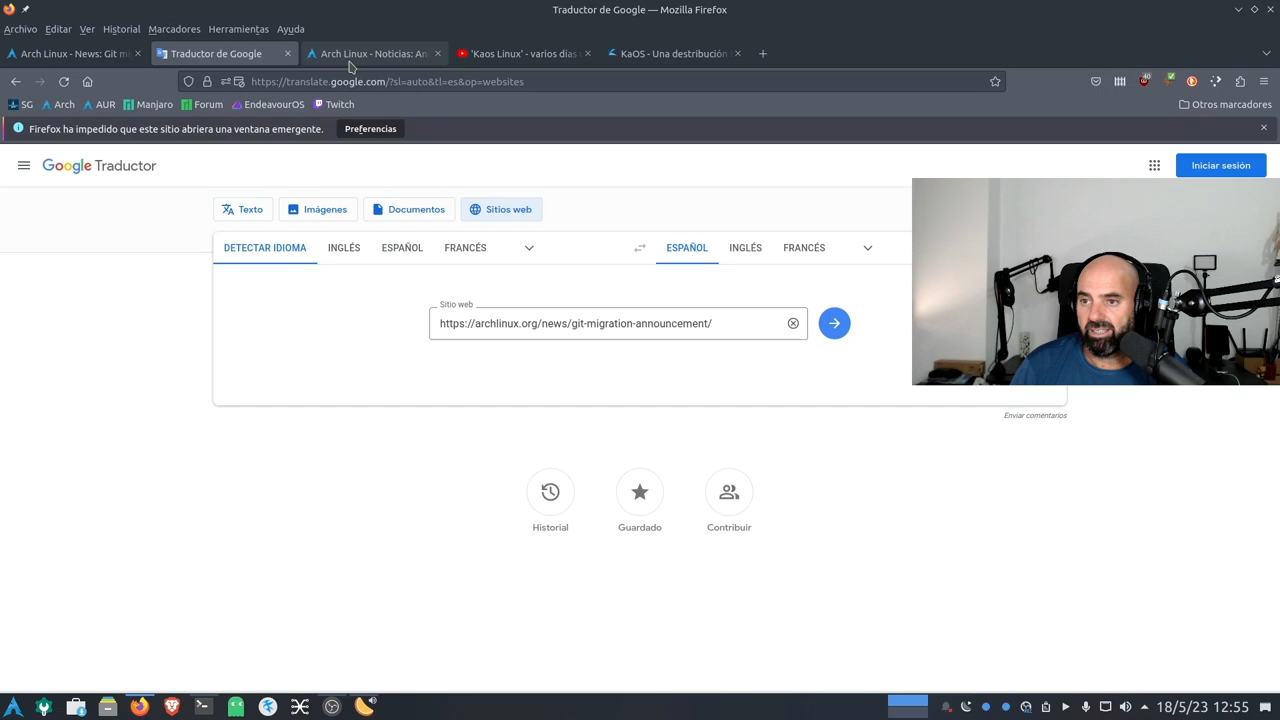 Traductor de Google — Mozilla Firefox
Archivo Editar Ver Historial Marcadores Herramientas Ayuda
Arch Linux - News: Git mi
Traductor de Google
Arch Linux - Noticias: An
'Kaos Linux' - varios días
KaOS - Una destribución
https://translate.google.com/?sl=auto&tl=es&op=websites
SG Arch AUR Manjaro Forum EndeavourOS Twitch Otros marcadores
Firefox ha impedido que este sitio abriera una ventana emergente. Preferencias
Google Traductor
Iniciar sesión
Texto Imágenes Documentos Sitios web
DETECTAR IDIOMA INGLÉS ESPAÑOL FRANCÉS ESPAÑOL INGLÉS FRANCÉS
Sitio web
https://archlinux.org/news/git-migration-announcement/
Enviar comentarios
Historial Guardado Contribuir
18/5/23 12:55